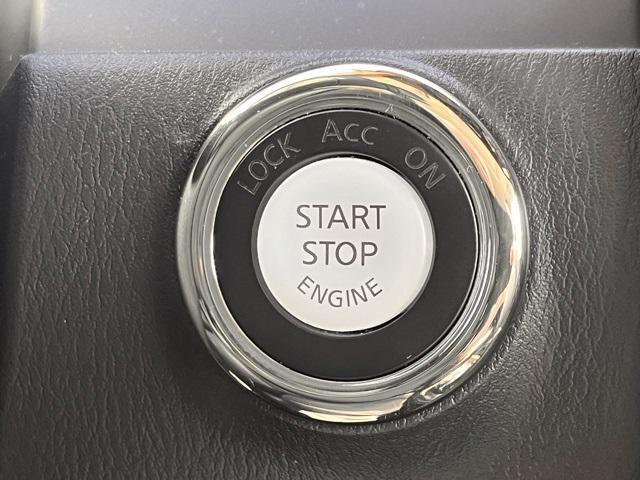 LOCK ACC ON
START
STOP
ENGINE